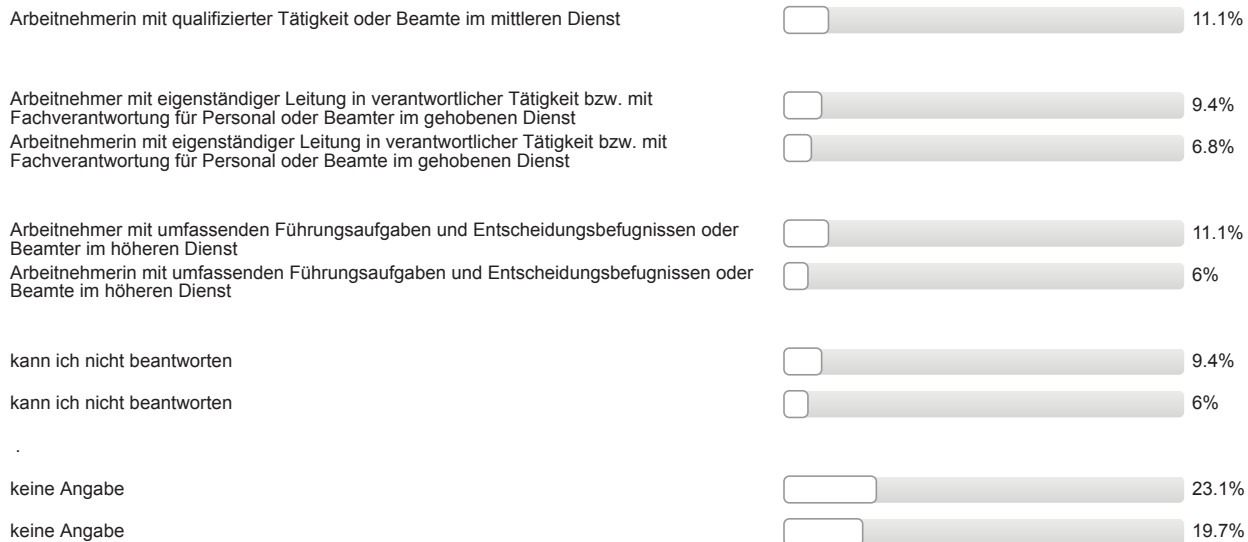 Arbeitnehmerin mit qualifizierter Tätigkeit oder Beamte im mittleren Dienst 11.1%
Arbeitnehmer mit eigenständiger Leitung in verantwortlicher Tätigkeit bzw. mit
Fachverantwortung für Personal oder Beamter im gehobenen Dienst 9.4%
Arbeitnehmerin mit eigenständiger Leitung in verantwortlicher Tätigkeit bzw. mit
Fachverantwortung für Personal oder Beamte im gehobenen Dienst 6.8%
Arbeitnehmer mit umfassenden Führungsaufgaben und Entscheidungsbefugnissen oder
Beamter im höheren Dienst 11.1%
Arbeitnehmerin mit umfassenden Führungsaufgaben und Entscheidungsbefugnissen oder
Beamte im höheren Dienst 6%
kann ich nicht beantworten 9.4%
kann ich nicht beantworten 6%
.
keine Angabe 23.1%
keine Angabe 19.7%